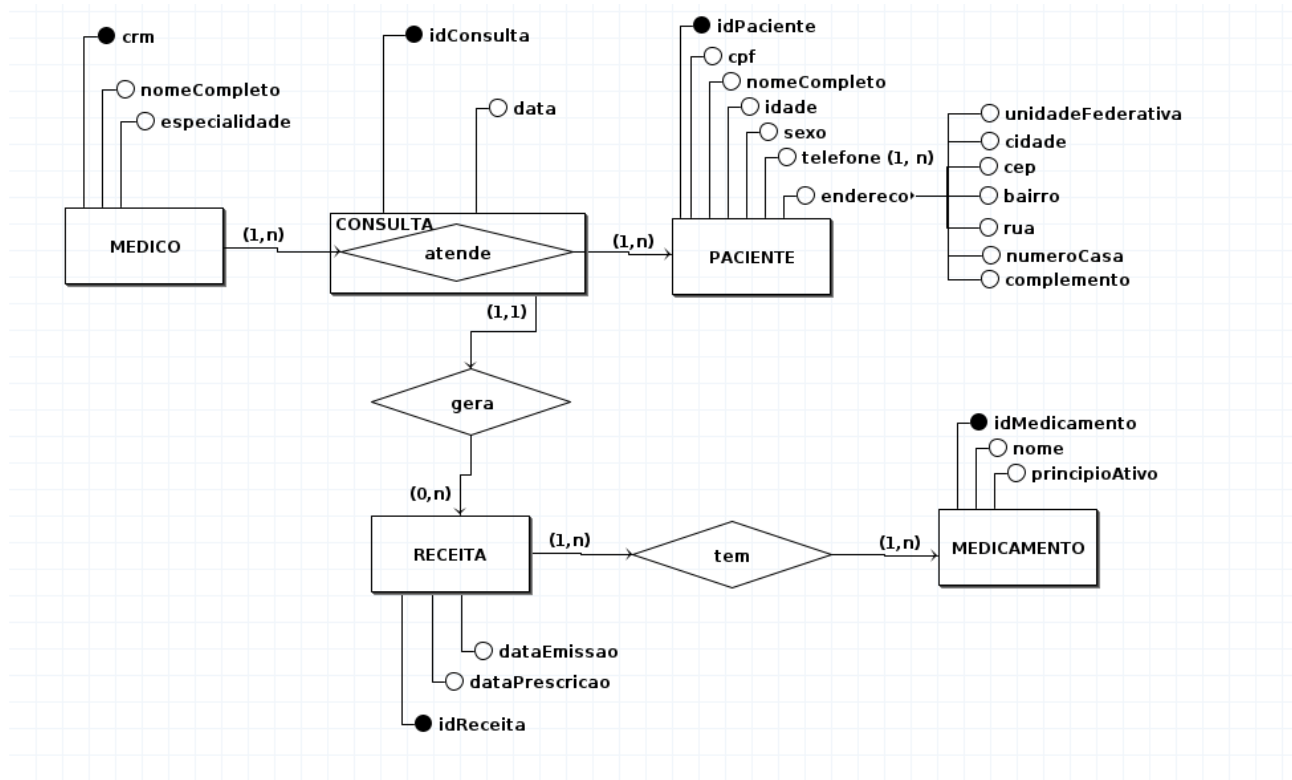 crm
nomeCompleto
especialidade
idConsulta
data
idPaciente
cpf
nomeCompleto
idade
sexo
telefone (1, n)
endereco
unidadeFederativa
cidade
cep
bairro
rua
numeroCasa
complemento
MEDICO
(1,n)
CONSULTA
atende
(1,n)
PACIENTE
(1,1)
gera
(0,n)
RECEITA
(1,n)
tem
(1,n)
MEDICAMENTO
idMedicamento
nome
principioAtivo
dataEmissao
dataPrescricao
idReceita